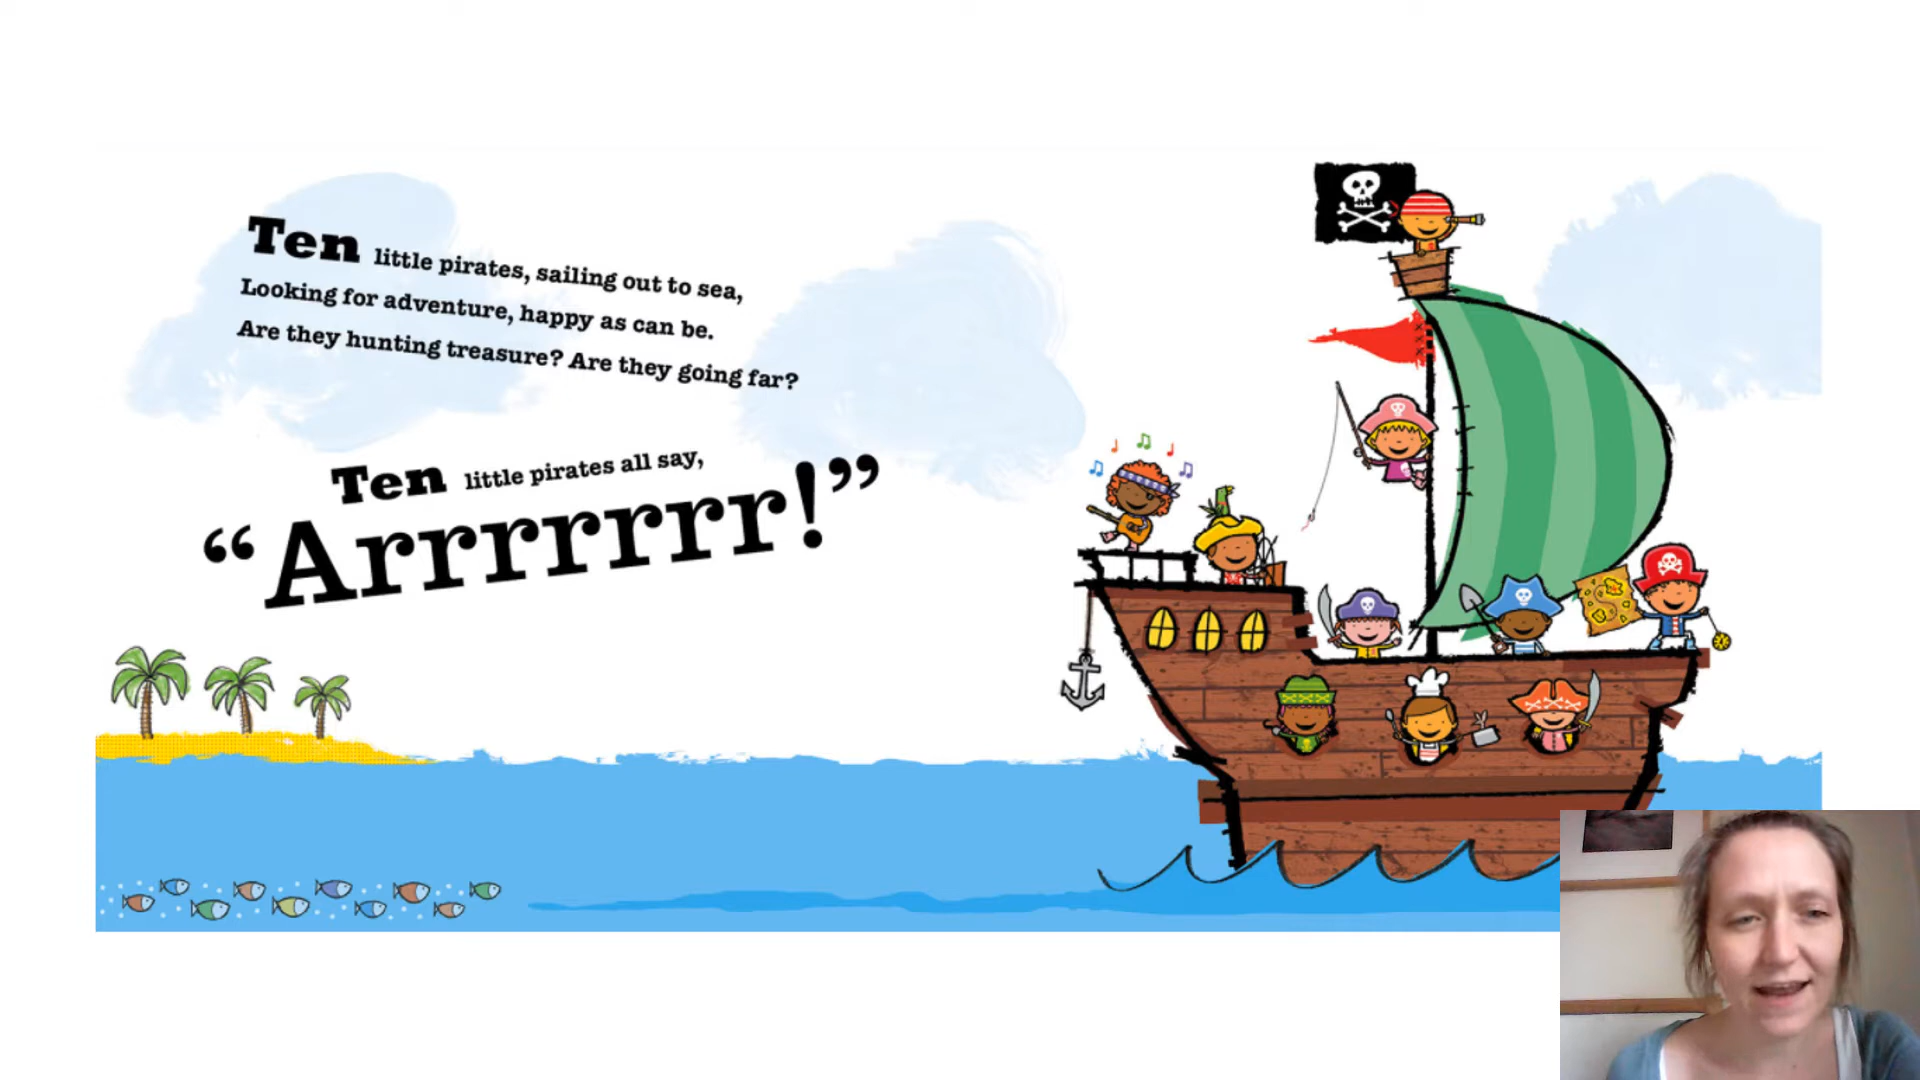 Ten little pirates, sailing out to sea,
Looking for adventure, happy as can be.
Are they hunting treasure? Are they going far?
Ten little pirates all say,
“Arrrrrrr!”